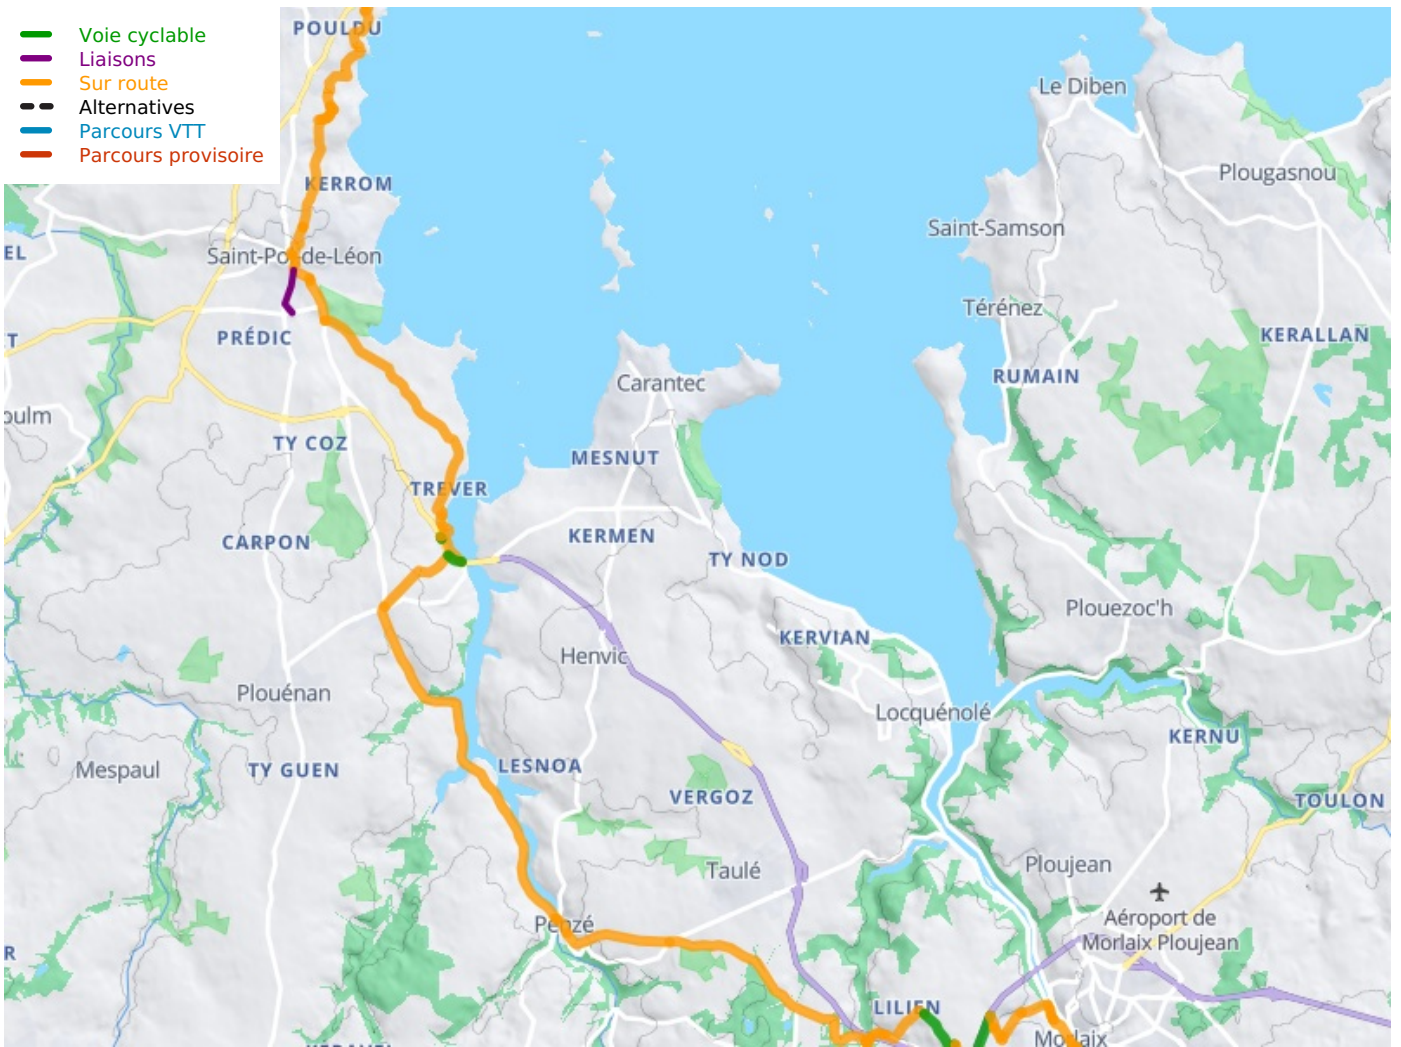 Voie cyclable
Liaisons
Sur route
Alternatives
Parcours VTT
Parcours provisoire
POULDU
Le Diben
Plougasnou
KERROM
Saint-Samson
EL
Saint-Pol-de-Léon
Térénez
PRÉDIC
KERALLAN
T
RUMAIN
Carantec
oulm
TY COZ
MESNUT
TREVER
CARPON
KERMEN
TY NOD
Plouezoc'h
KERVIAN
Henvic
Plouénan
Locquénolé
KERNU
Mespaul
TY GUEN
LESNOA
VERGOZ
TOULON
Taulé
Ploujean
Penzé
Aéroport de
Morlaix Ploujean
R
LILIEN
Morlaix